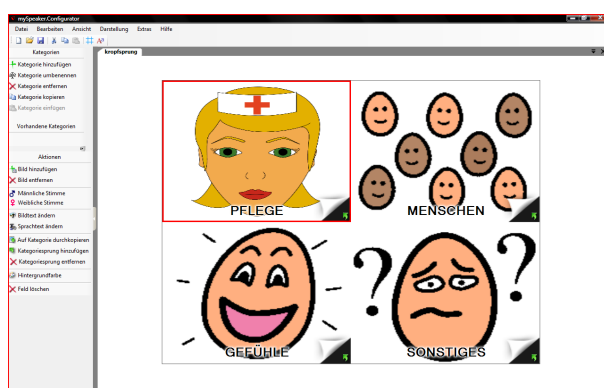 mySpeaker.Configurator
Datei Bearbeiten Ansicht Darstellung Extras Hilfe
Kategorien
kropfsprung
Kategorie hinzufügen
Kategorie umbenennen
Kategorie entfernen
Kategorie kopieren
Kategorie einfügen
Vorhandene Kategorien
Aktionen
Bild hinzufügen
Bild entfernen
Männliche Stimme
Weibliche Stimme
Bildtext ändern
Sprachtext ändern
Auf Kategorie durchkopieren
Kategoriesprung hinzufügen
Kategoriesprung entfernen
Hintergrundfarbe
Feld löschen
PFLEGE
MENSCHEN
GEFÜHLE
SONSTIGES
? ?